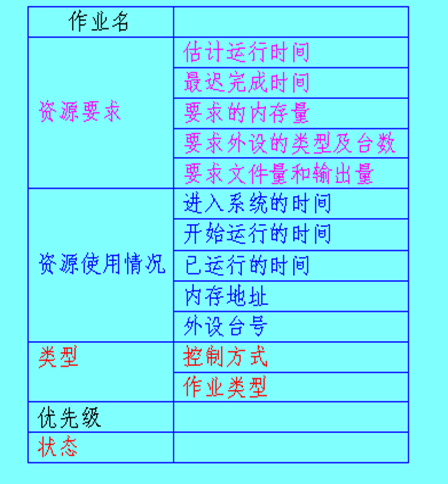 作业名
资源要求
估计运行时间
最迟完成时间
要求的内存量
要求外设的类型及台数
要求文件量和输出量
资源使用情况
进入系统的时间
开始运行的时间
已运行的时间
内存地址
外设台号
类型
控制方式
作业类型
优先级
状态